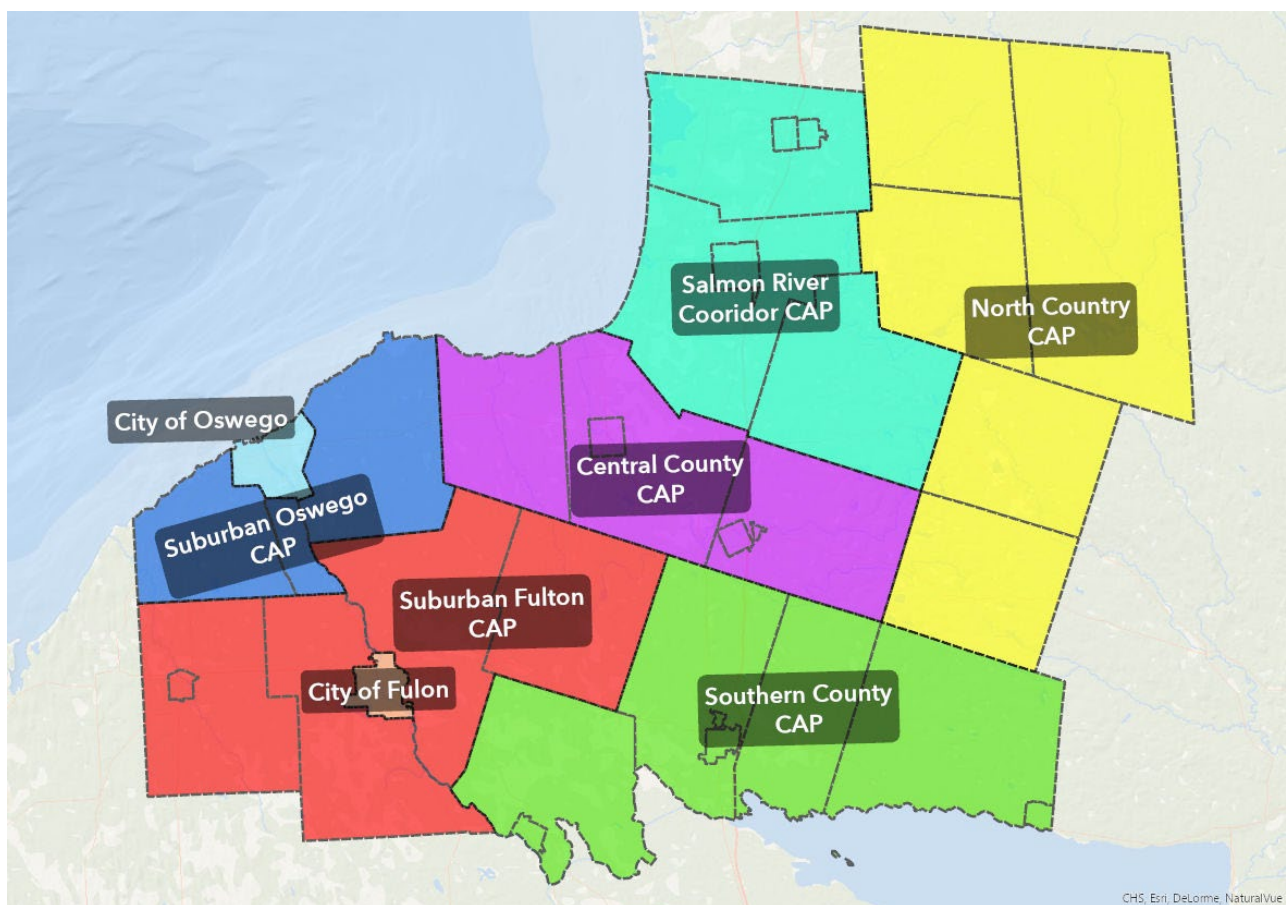 Salmon River
Cooridor CAP
North Country
CAP
City of Oswego
Central County
CAP
Suburban Oswego
CAP
Suburban Fulton
CAP
City of Fulon
Southern County
CAP
CHS, Esri, DeLorme, NaturalVue